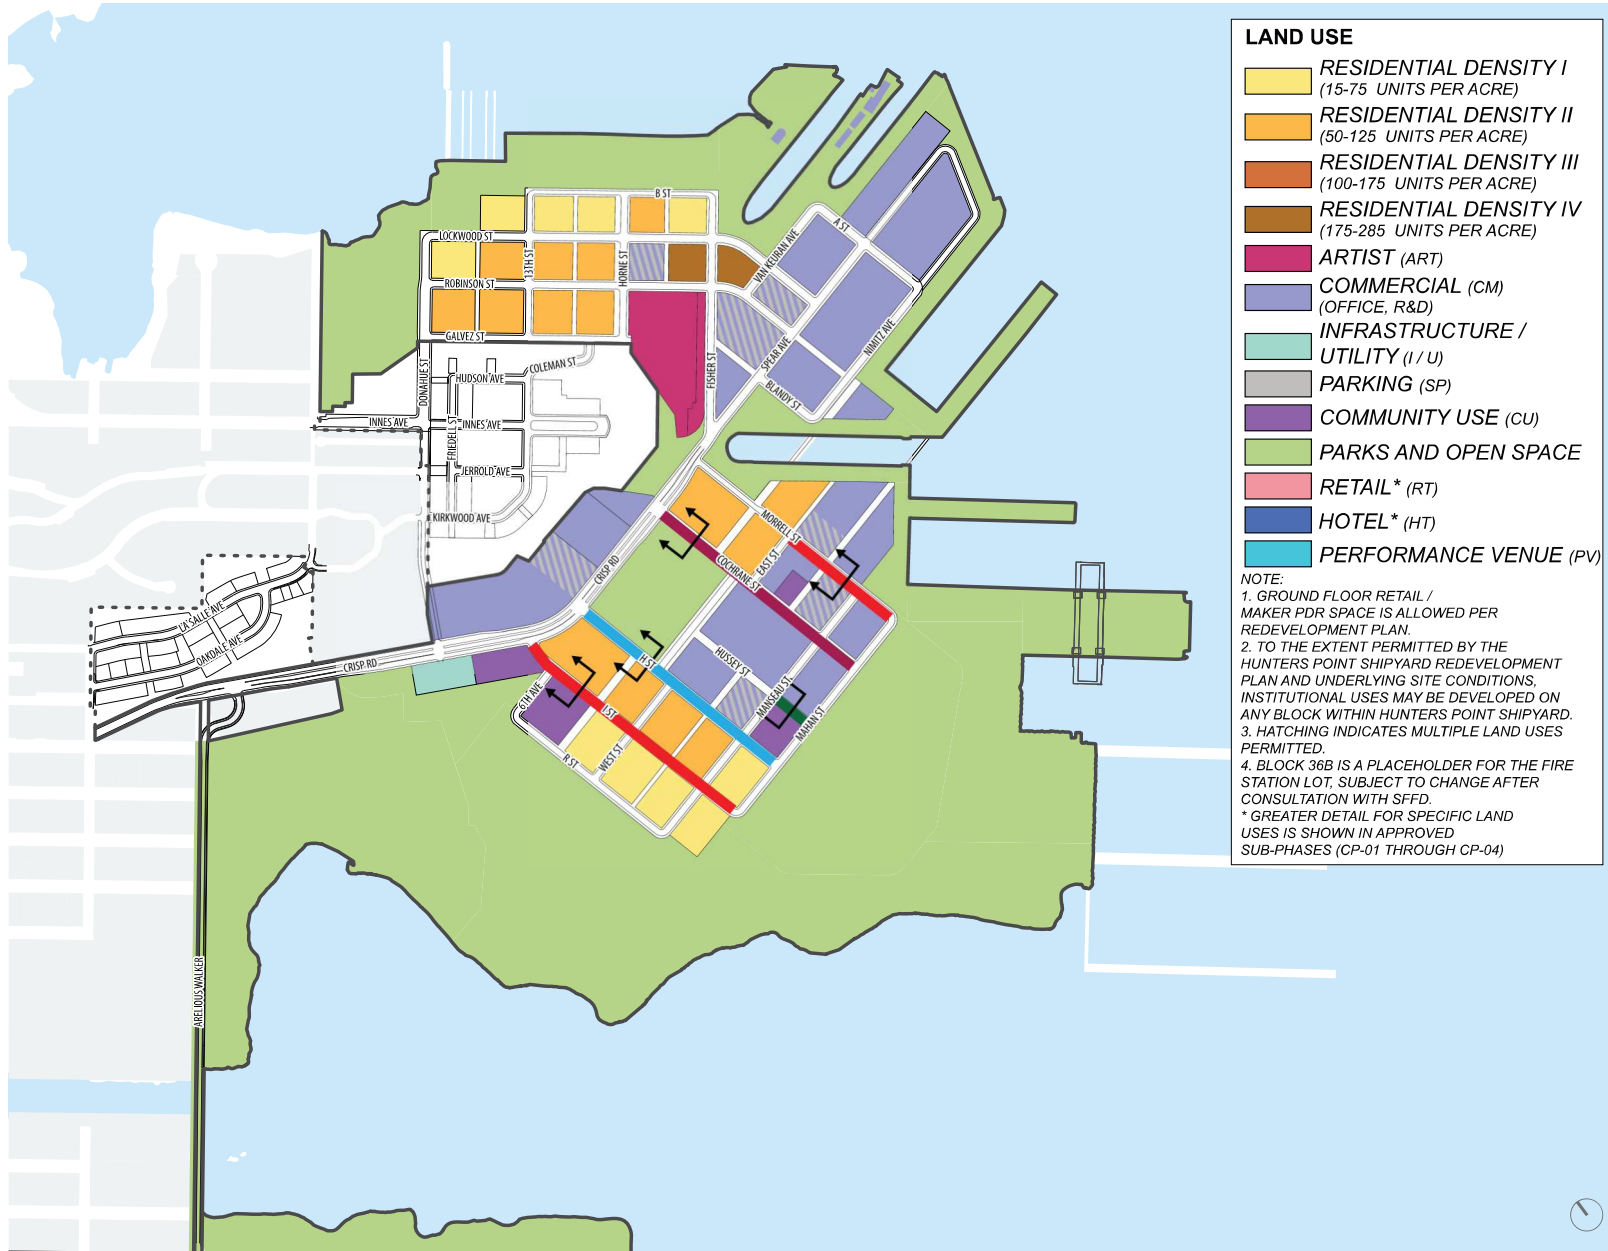 LAND USE
RESIDENTIAL DENSITY I
(15-75 UNITS PER ACRE)
RESIDENTIAL DENSITY II
(50-125 UNITS PER ACRE)
RESIDENTIAL DENSITY III
(100-175 UNITS PER ACRE)
RESIDENTIAL DENSITY IV
(175-285 UNITS PER ACRE)
ARTIST (ART)
COMMERCIAL (CM)
(OFFICE, R&D)
INFRASTRUCTURE /
UTILITY (I / U)
PARKING (SP)
COMMUNITY USE (CU)
PARKS AND OPEN SPACE
RETAIL* (RT)
HOTEL* (HT)
PERFORMANCE VENUE (PV)
NOTE:
1. GROUND FLOOR RETAIL /
MAKER PDR SPACE IS ALLOWED PER
REDEVELOPMENT PLAN.
2. TO THE EXTENT PERMITTED BY THE
HUNTERS POINT SHIPYARD REDEVELOPMENT
PLAN AND UNDERLYING SITE CONDITIONS,
INSTITUTIONAL USES MAY BE DEVELOPED ON
ANY BLOCK WITHIN HUNTERS POINT SHIPYARD.
3. HATCHING INDICATES MULTIPLE LAND USES
PERMITTED.
4. BLOCK 36B IS A PLACEHOLDER FOR THE FIRE
STATION LOT, SUBJECT TO CHANGE AFTER
CONSULTATION WITH SFFD.
* GREATER DETAIL FOR SPECIFIC LAND
USES IS SHOWN IN APPROVED
SUB-PHASES (CP-01 THROUGH CP-04)
B ST
LOCKWOOD ST
13TH ST
HORNE ST
ROBINSON ST
GALVEZ ST
A ST
VAN KEURAN AVE
NIMITZ AVE
SPEAR AVE
BLANDY ST
FISHER ST
DONAHUE ST
HUDSON AVE
COLEMAN ST
INNES AVE
INNES AVE
FRIEDELL ST
JERROLD AVE
KIRKWOOD AVE
CRISP RD
MORRELL ST
EAST ST
COCHRANE ST
H ST
HUSSEY ST
MANSEAU ST.
MAHAN ST
6TH AVE
I ST
WEST ST
R ST
LA SALLE AVE
OAKDALE AVE
CRISP RD
ARELIOUS WALKER